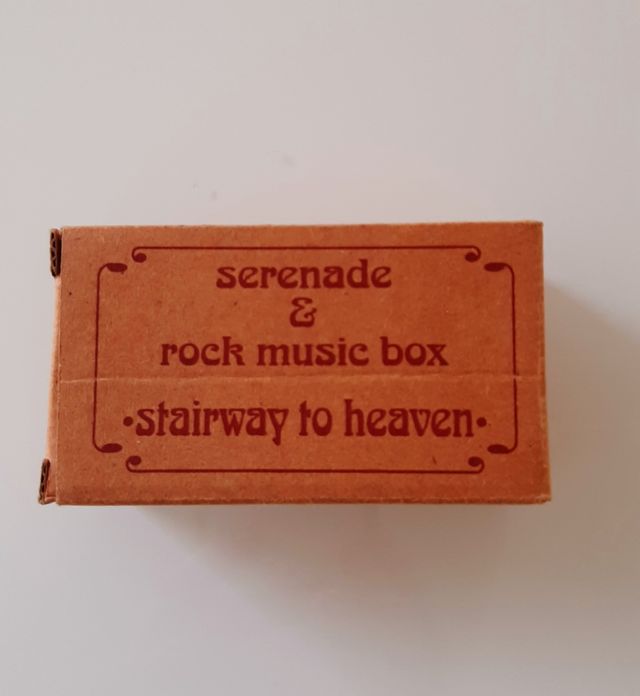 serenade
&
rock music box
•stairway to heaven•